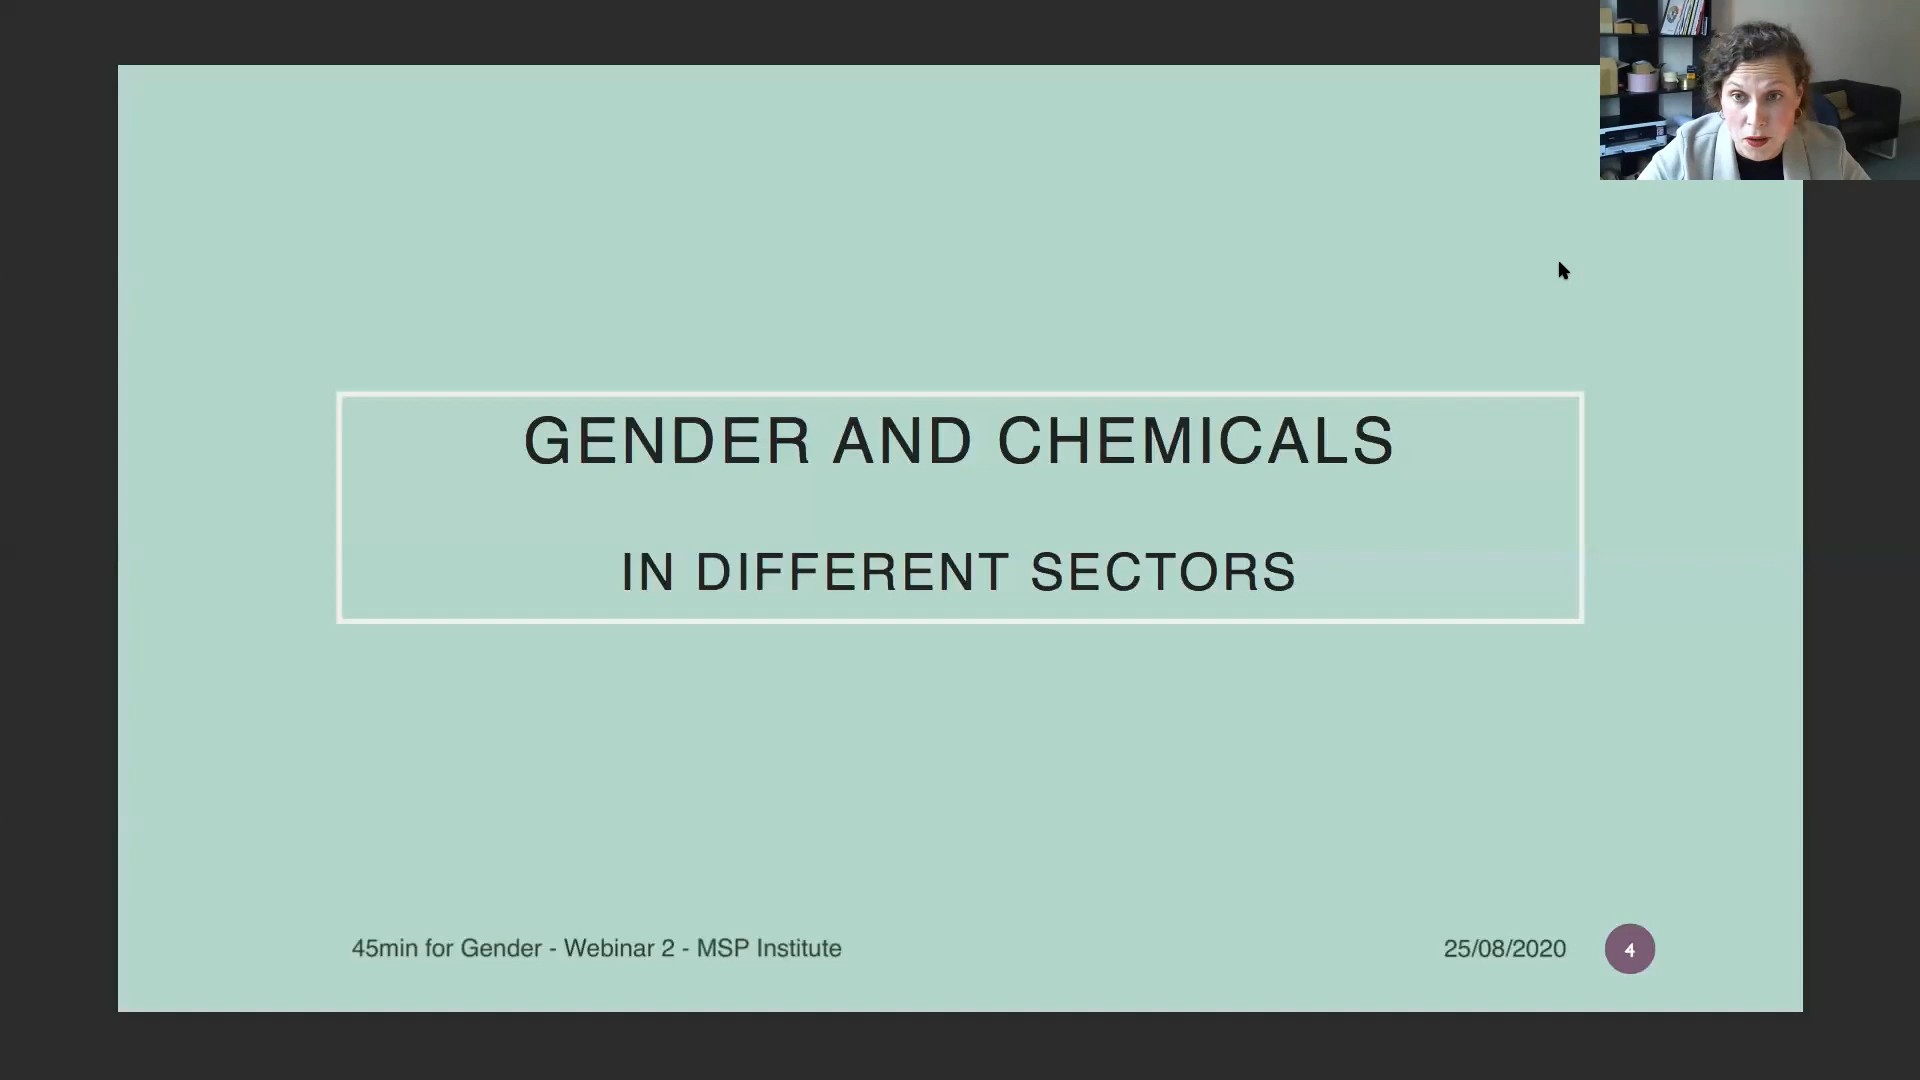 GENDER AND CHEMICALS
IN DIFFERENT SECTORS
45min for Gender - Webinar 2 - MSP Institute
25/08/2020
4